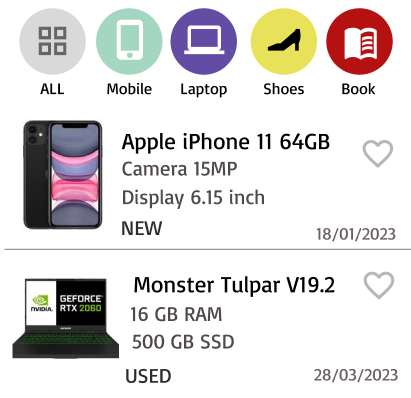 ALL Mobile Laptop Shoes Book
Apple iPhone 11 64GB
Camera 15MP
Display 6.15 inch
NEW
18/01/2023
Monster Tulpar V19.2
NVIDIA.
GEFORCE
RTX 2060
16 GB RAM
500 GB SSD
USED
28/03/2023